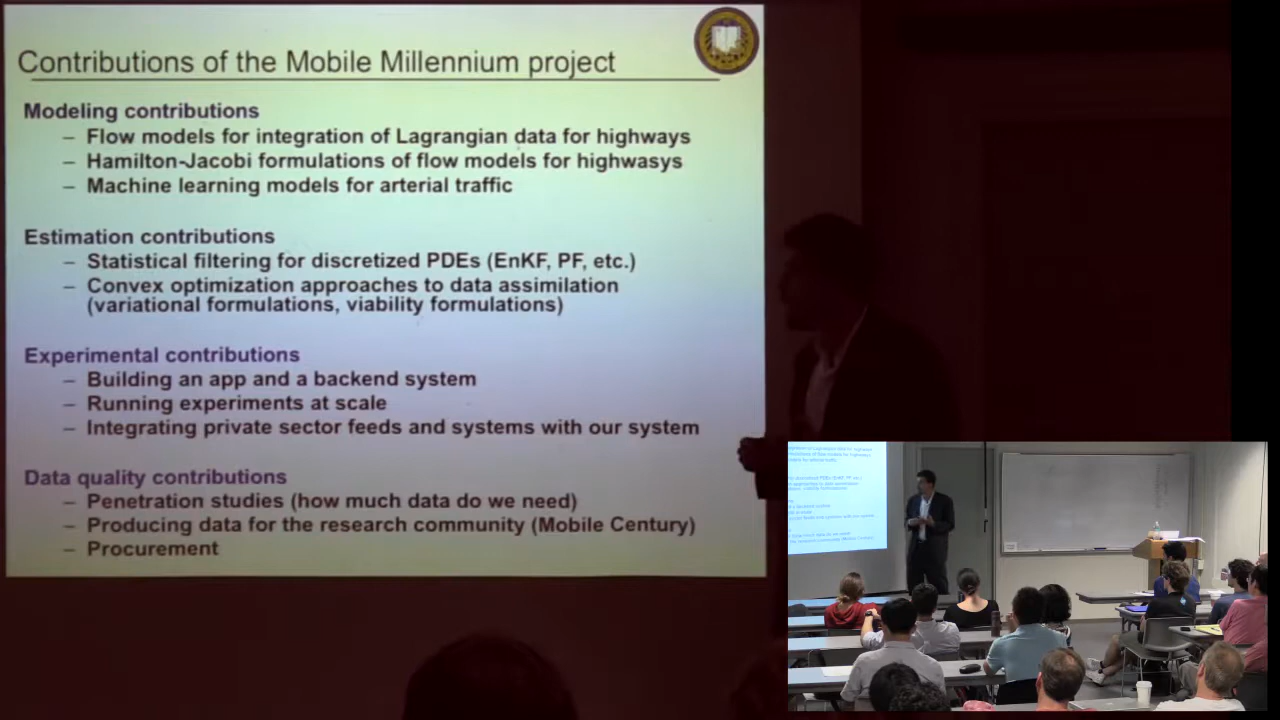 Contributions of the Mobile Millennium project
Modeling contributions
– Flow models for integration of Lagrangian data for highways
– Hamilton-Jacobi formulations of flow models for highwasys
– Machine learning models for arterial traffic
Estimation contributions
– Statistical filtering for discretized PDEs (EnKF, PF, etc.)
– Convex optimization approaches to data assimilation
(variational formulations, viability formulations)
Experimental contributions
– Building an app and a backend system
– Running experiments at scale
– Integrating private sector feeds and systems with our system
Data quality contributions
– Penetration studies (how much data do we need)
– Producing data for the research community (Mobile Century)
– Procurement